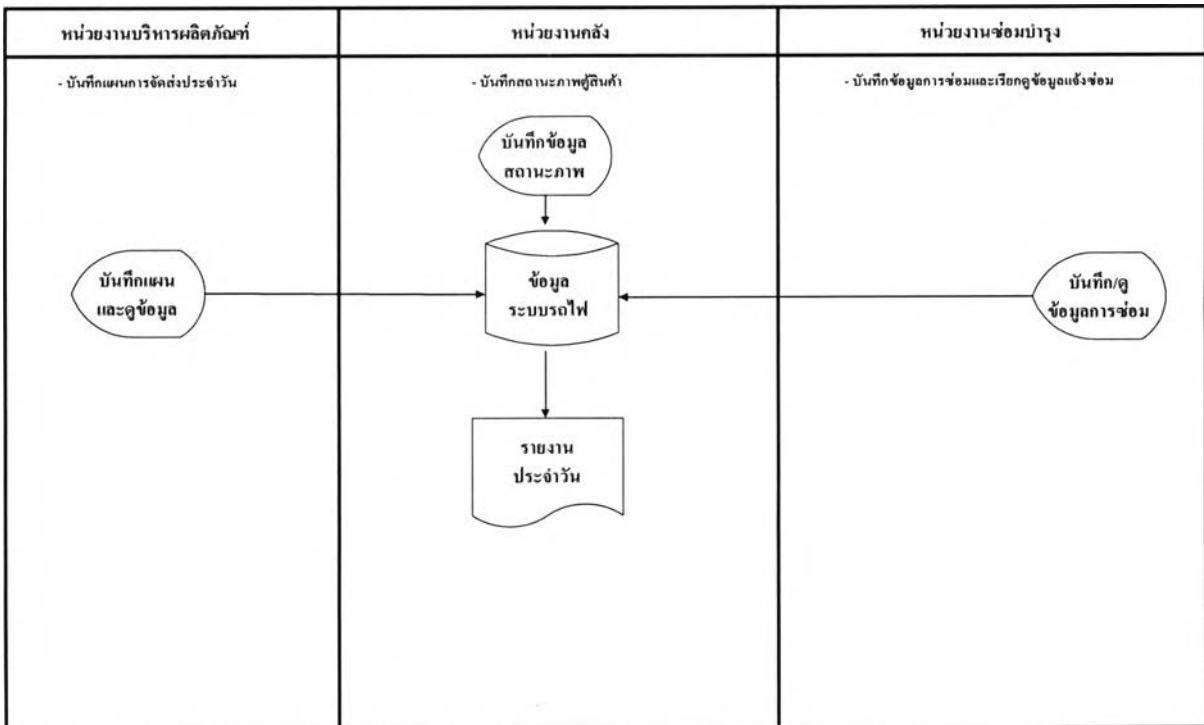 หน่วยงานบริหารผลิตภัณฑ์
หน่วยงานคลัง
หน่วยงานซ่อมบำรุง
- บันทึกแผนการจัดส่งประจำวัน
- บันทึกสถานะภาพตู้สินค้า
- บันทึกข้อมูลการซ่อมและเรียกดูข้อมูลแจ้งซ่อม
บันทึกข้อมูล
สถานะภาพ
บันทึกแผน
และดูข้อมูล
ข้อมูล
ระบบรถไฟ
บันทึก/ดู
ข้อมูลการซ่อม
รายงาน
ประจำวัน